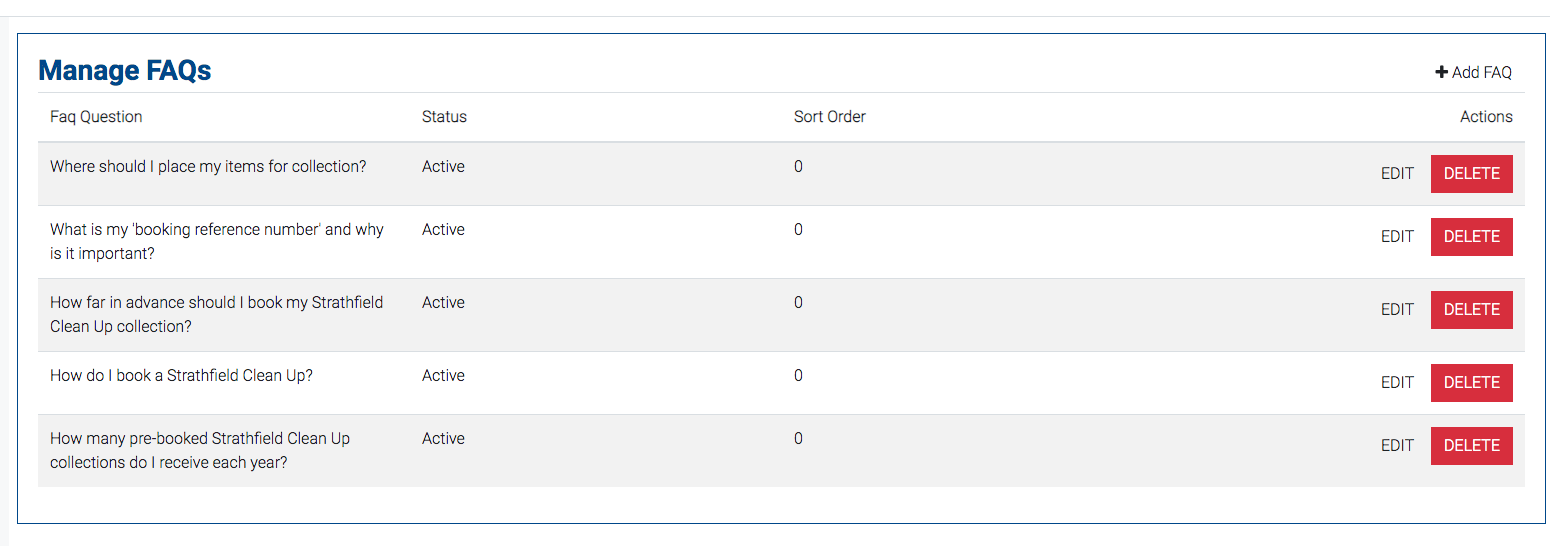 Manage FAQs
+ Add FAQ
Faq Question Status Sort Order Actions
Where should I place my items for collection? Active 0 EDIT DELETE
What is my 'booking reference number' and why Active 0 EDIT DELETE
is it important?
How far in advance should I book my Strathfield Active 0 EDIT DELETE
Clean Up collection?
How do I book a Strathfield Clean Up? Active 0 EDIT DELETE
How many pre-booked Strathfield Clean Up Active 0 EDIT DELETE
collections do I receive each year?